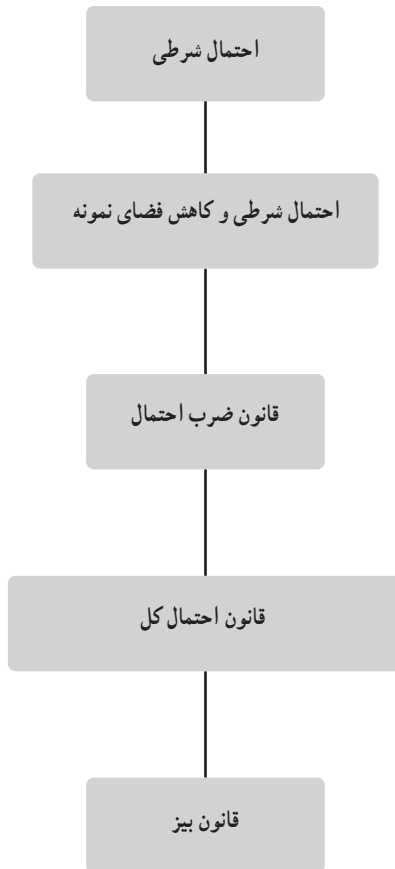 احتمال شرطی
احتمال شرطی و کاهش فضای نمونه
قانون ضرب احتمال
قانون احتمال کل
قانون بیز